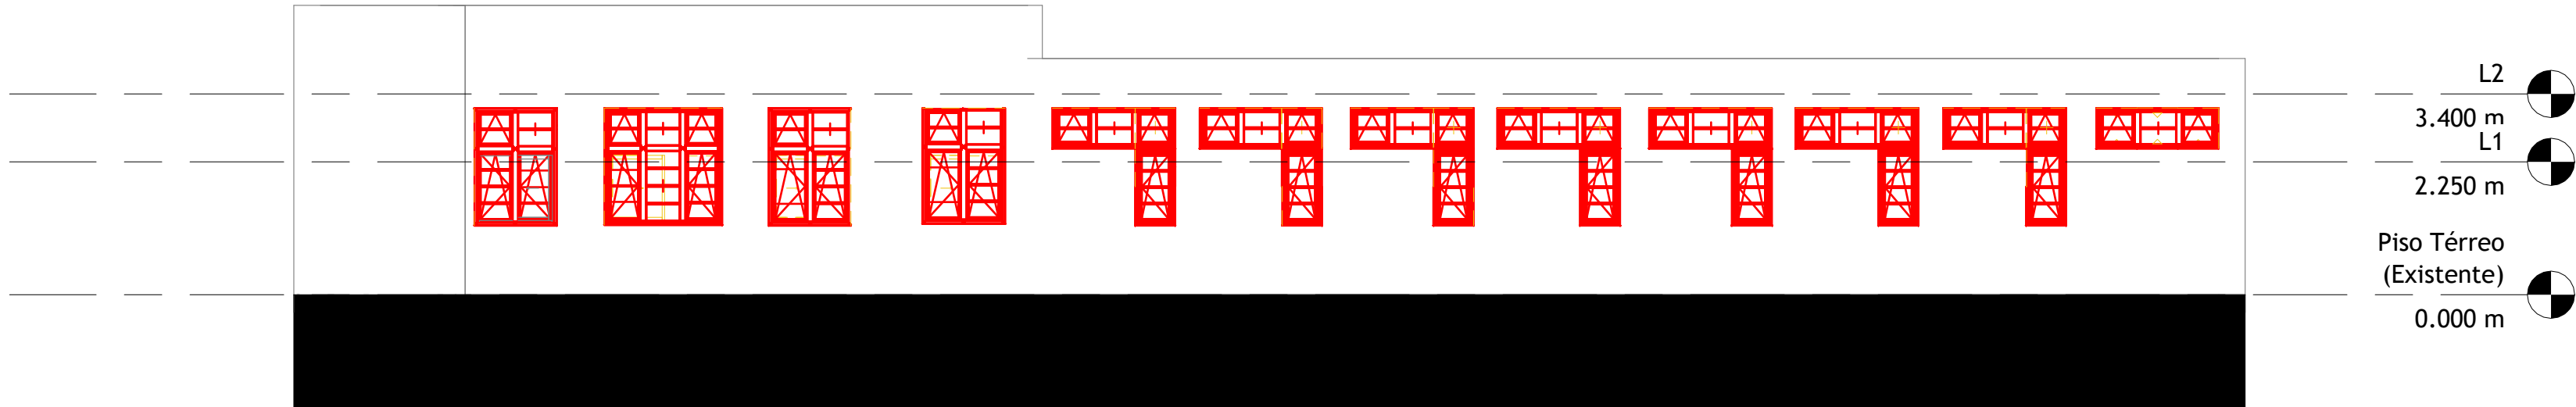 L2
3.400 m
L1
2.250 m
Piso Térreo
(Existente)
0.000 m